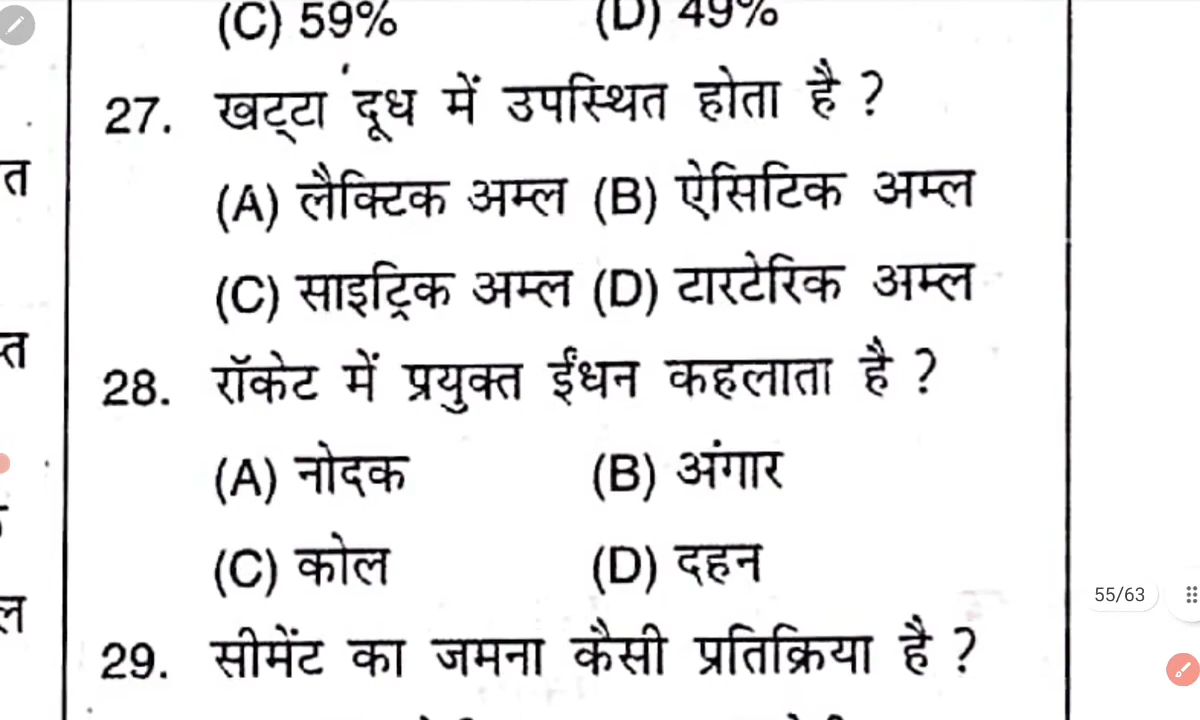 (C) 59% (D) 49%
27. खट्टा दूध में उपस्थित होता है ?
(A) लैक्टिक अम्ल (B) ऐसिटिक अम्ल
(C) साइट्रिक अम्ल (D) टारटेरिक अम्ल
28. रॉकेट में प्रयुक्त ईंधन कहलाता है ?
(A) नोदक (B) अंगार
(C) कोल (D) दहन
55/63
29. सीमेंट का जमना कैसी प्रतिक्रिया है ?